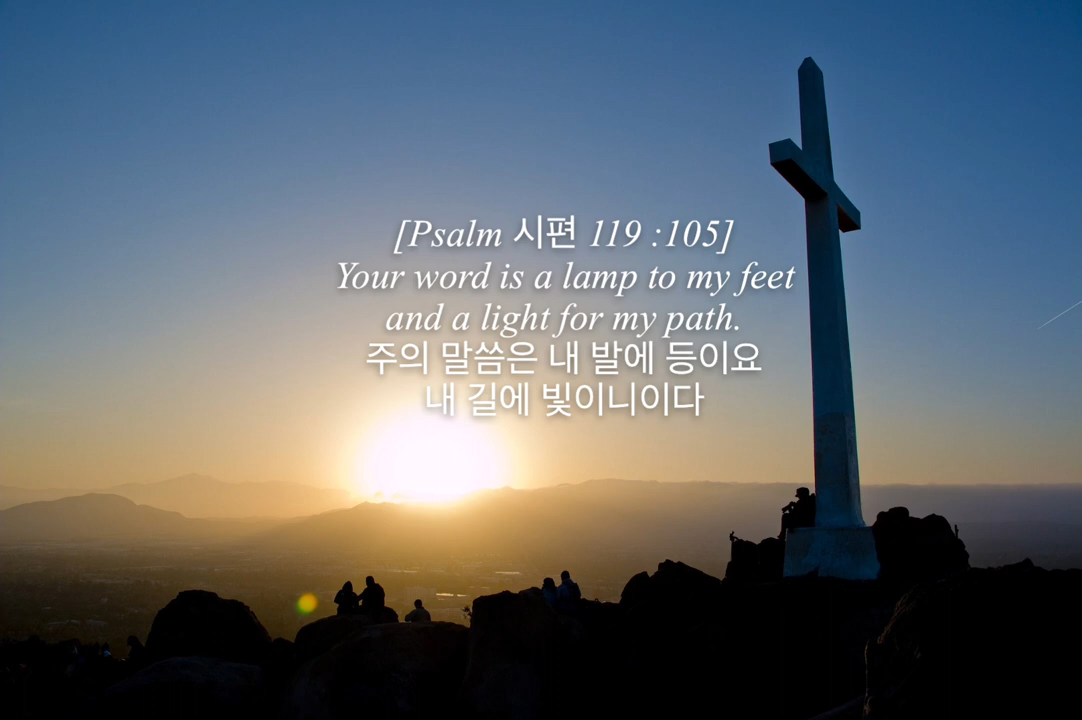 [Psalm 시편 119 :105]
Your word is a lamp to my feet
and a light for my path.
주의 말씀은 내 발에 등이요
내 길에 빛이니이다